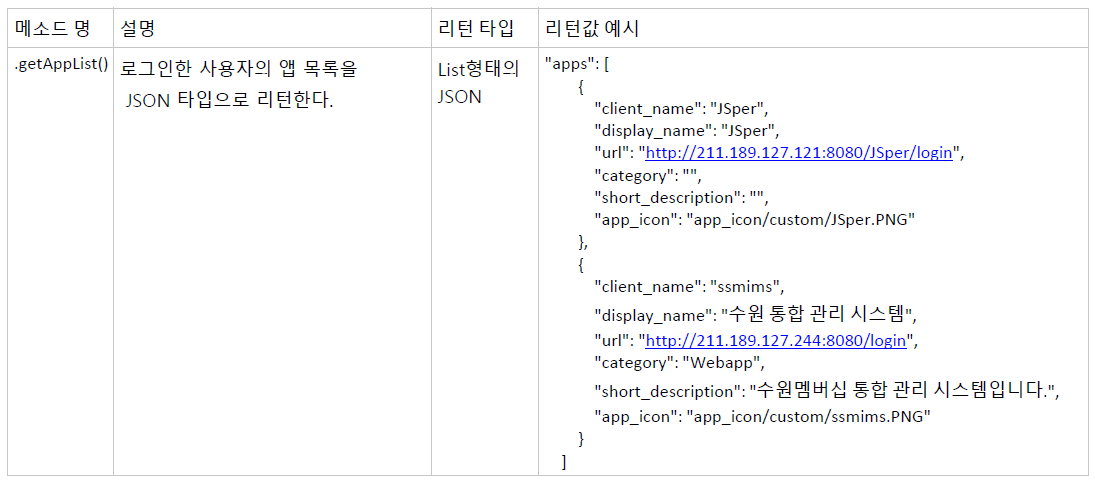 메소드 명 설명 리턴 타입 리턴값 예시
.getAppList() 로그인한 사용자의 앱 목록을
JSON 타입으로 리턴한다.
List형태의
JSON
"apps": [
{
"client_name": "JSper",
"display_name": "JSper",
"url": "http://211.189.127.121:8080/JSper/login",
"category": "",
"short_description": "",
"app_icon": "app_icon/custom/JSper.PNG"
},
{
"client_name": "ssmims",
"display_name": "수원 통합 관리 시스템",
"url": "http://211.189.127.244:8080/login",
"category": "Webapp",
"short_description": "수원멤버십 통합 관리 시스템입니다.",
"app_icon": "app_icon/custom/ssmims.PNG"
}
]